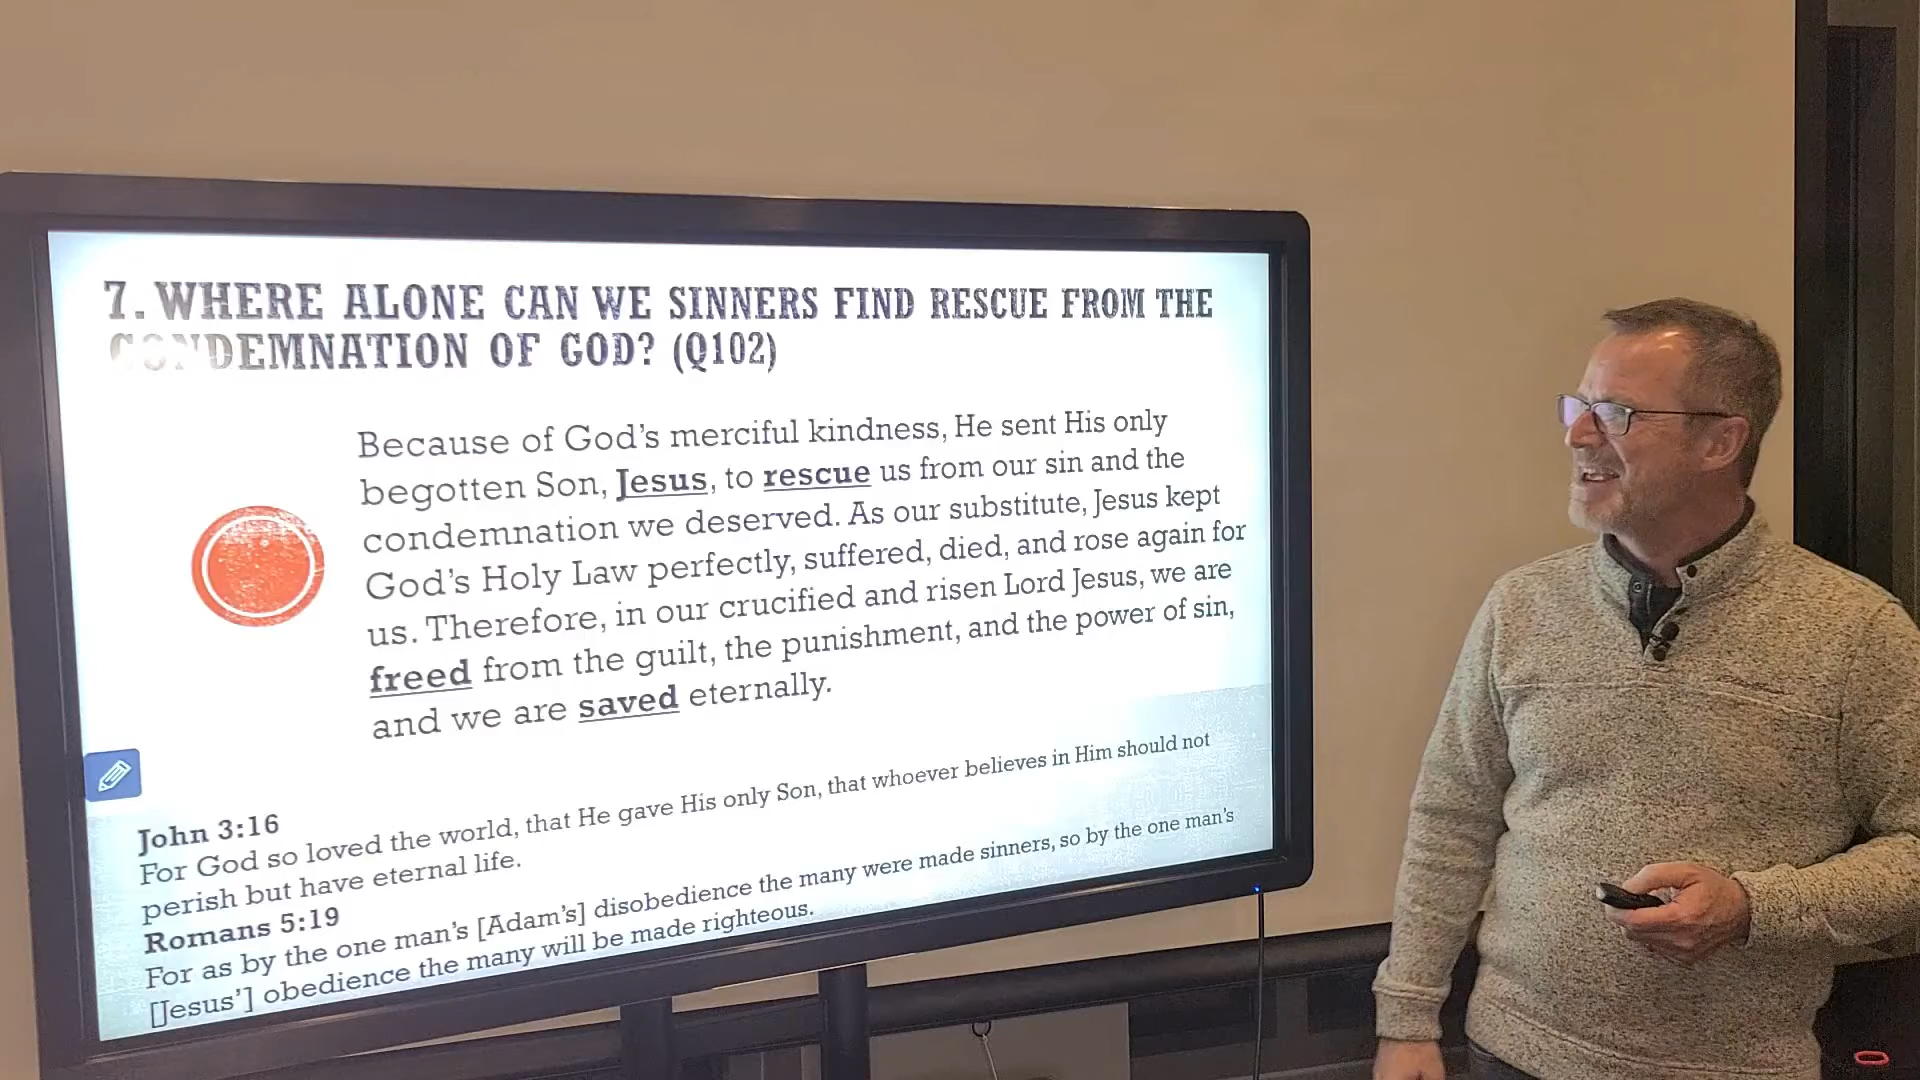 7. WHERE ALONE CAN WE SINNERS FIND RESCUE FROM THE
CONDEMNATION OF GOD? (Q102)
Because of God's merciful kindness, He sent His only
begotten Son, Jesus, to rescue us from our sin and the
condemnation we deserved. As our substitute, Jesus kept
God's Holy Law perfectly, suffered, died, and rose again for
us. Therefore, in our crucified and risen Lord Jesus, we are
freed from the guilt, the punishment, and the power of sin,
and we are saved eternally.
John 3:16
For God so loved the world, that He gave His only Son, that whoever believes in Him should not
perish but have eternal life.
Romans 5:19
For as by the one man's [Adam's] disobedience the many were made sinners, so by the one man's
[Jesus'] obedience the many will be made righteous.